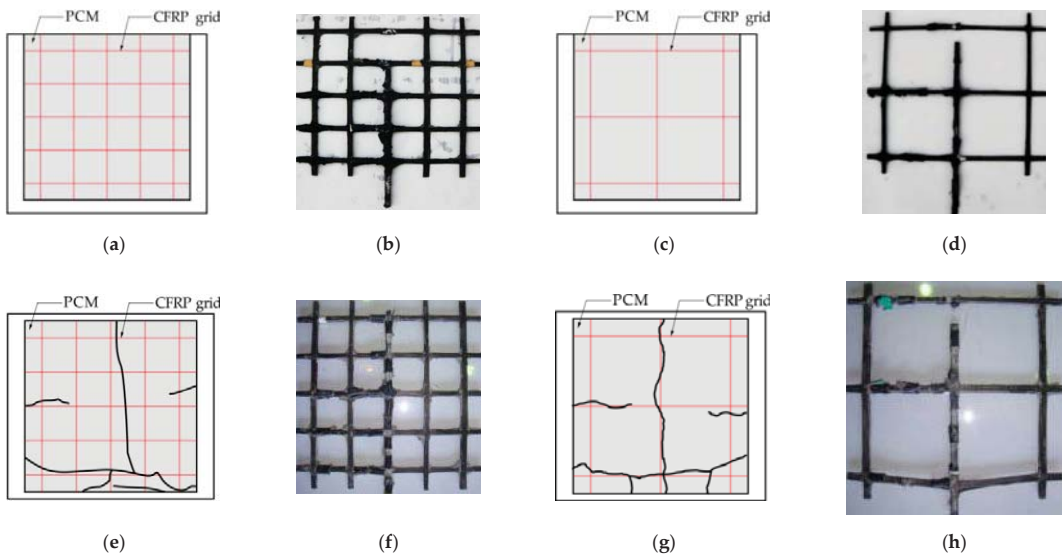 PCM CFRP grid
PCM CFRP grid
(a) (b) (c) (d)
PCM CFRP grid
PCM CFRP grid
(e) (f) (g) (h)